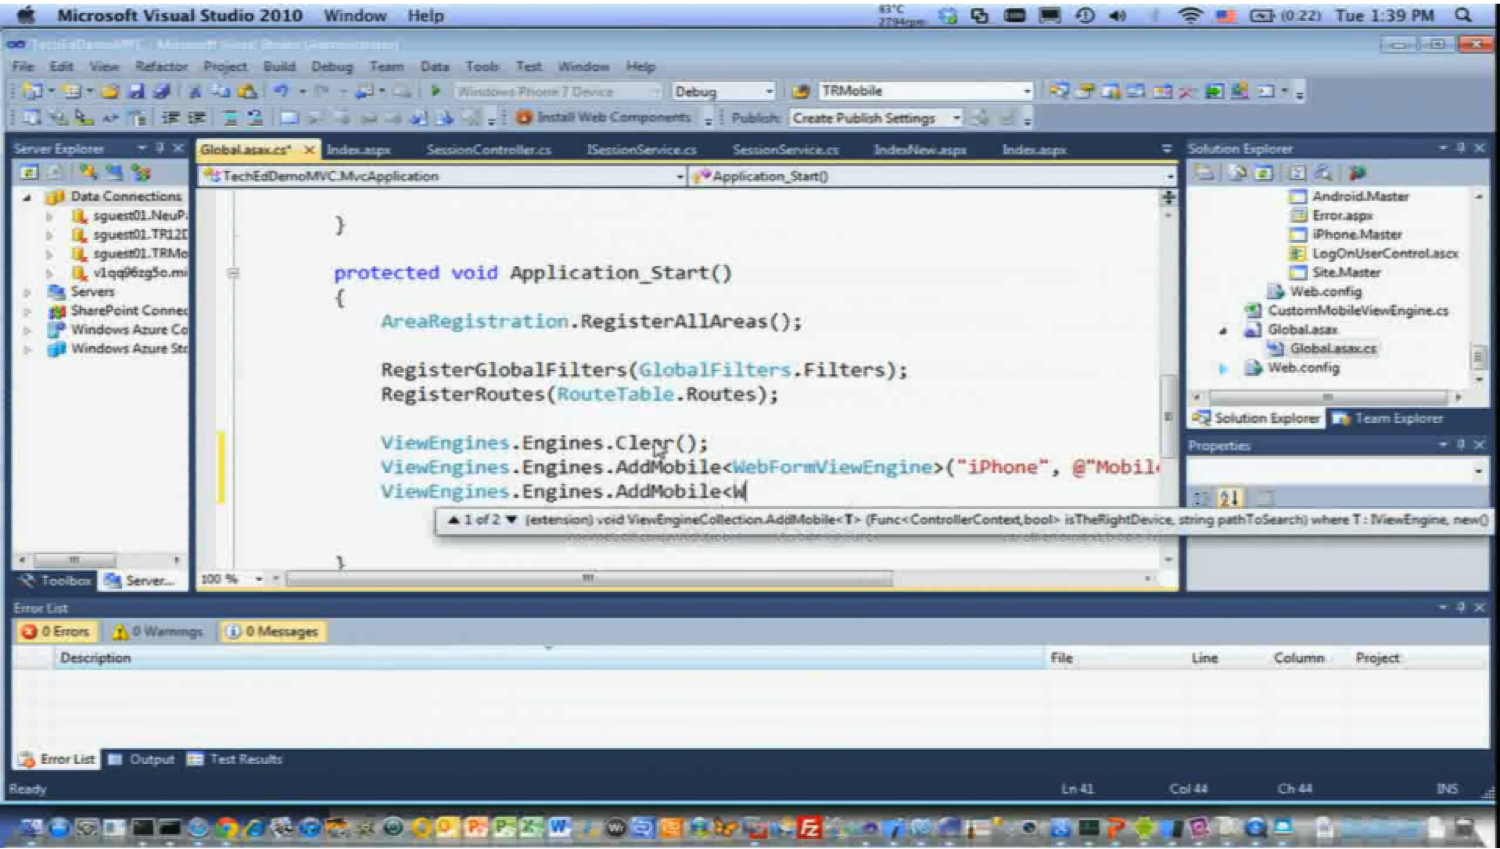 Microsoft Visual Studio 2010 Window Help
83°C
2794rpm
(0:22) Tue 1:39 PM
File Edit View Refactor Project Build Debug Team Data Tools Test Window Help
Windows Phone 7 Device Debug TRMobile
Install Web Components Publish: Create Publish Settings
Server Explorer
Global.asax.cs* Index.aspx SessionController.cs ISessionService.cs SessionService.cs IndexNew.aspx Index.aspx
Solution Explorer
TechEdDemoMVC.MvcApplication Application_Start()
Data Connections
sguest01.NeuP
sguest01.TR12D
sguest01.TRMo
v1qq96zg5o.mi
Servers
SharePoint Connec
Windows Azure Co
Windows Azure Stc
}
protected void Application_Start()
{
AreaRegistration.RegisterAllAreas();
RegisterGlobalFilters(GlobalFilters.Filters);
RegisterRoutes(RouteTable.Routes);
ViewEngines.Engines.Clear();
ViewEngines.Engines.AddMobile<WebFormViewEngine>("iPhone", @"Mobil
ViewEngines.Engines.AddMobile<W
1 of 2 (extension) void ViewEngineCollection.AddMobile<T> (Func<ControllerContext,bool> isTheRightDevice, string pathToSearch) where T : IViewEngine, new()
}
Android.Master
Error.aspx
iPhone.Master
LogOnUserControl.ascx
Site.Master
Web.config
CustomMobileViewEngine.cs
Global.asax
Global.asax.cs
Web.config
Solution Explorer Team Explorer
Properties
Toolbox Server...
100 %
Error List
0 Errors 0 Warnings 0 Messages
Description File Line Column Project
Error List Output Test Results
Ready Ln 41 Col 44 Ch 44 INS